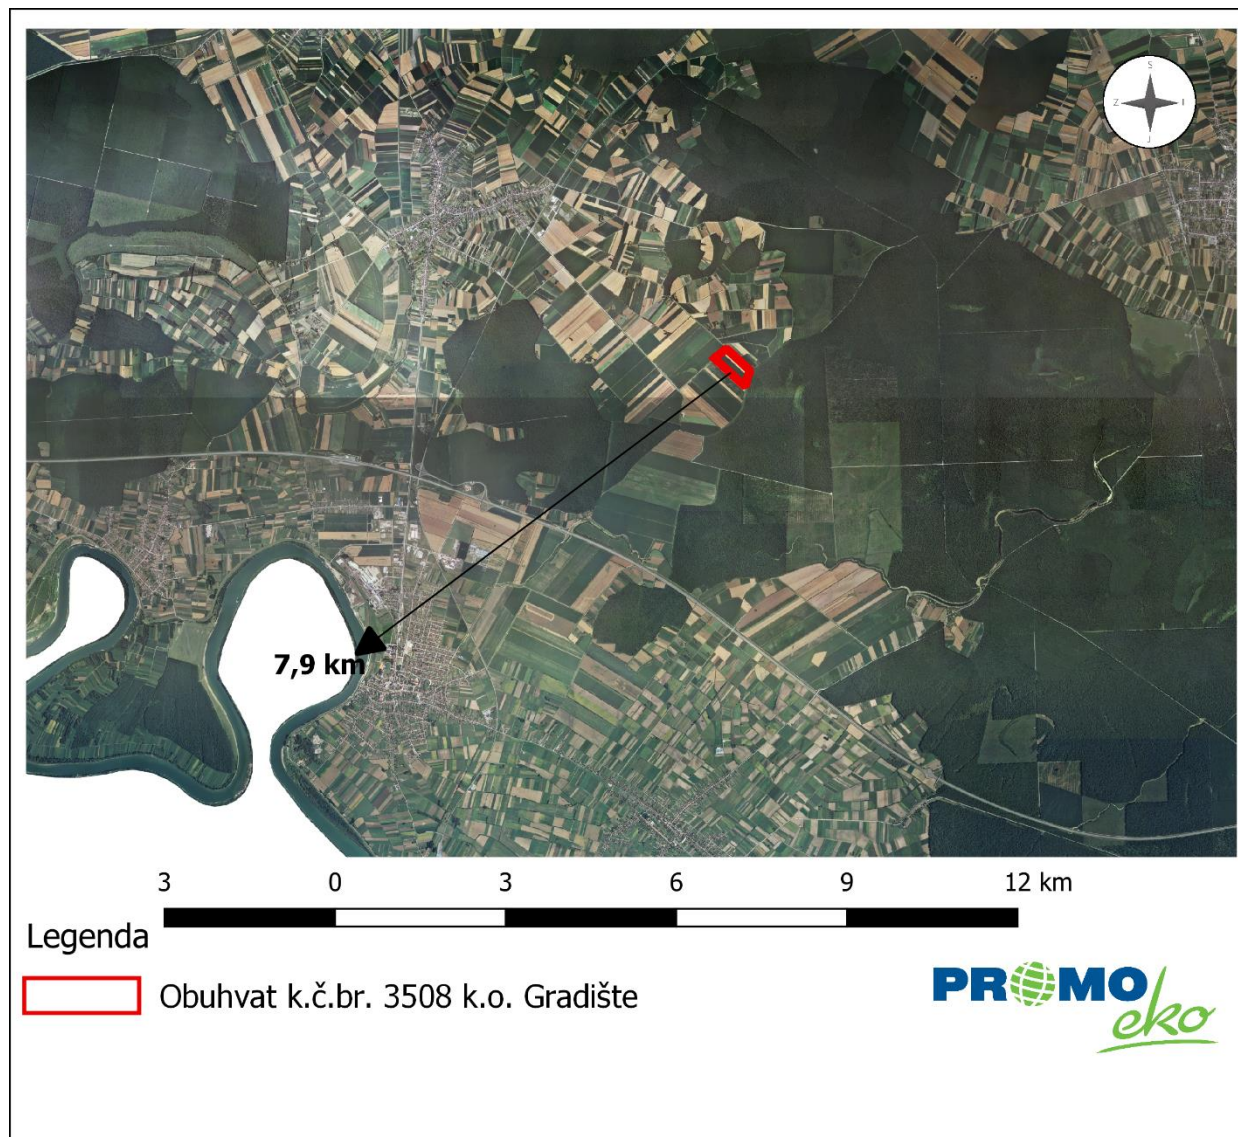 S
Z I
J
7,9 km
3 0 3 6 9 12 km
Legenda
Obuhvat k.č.br. 3508 k.o. Gradište
PROMO
eko